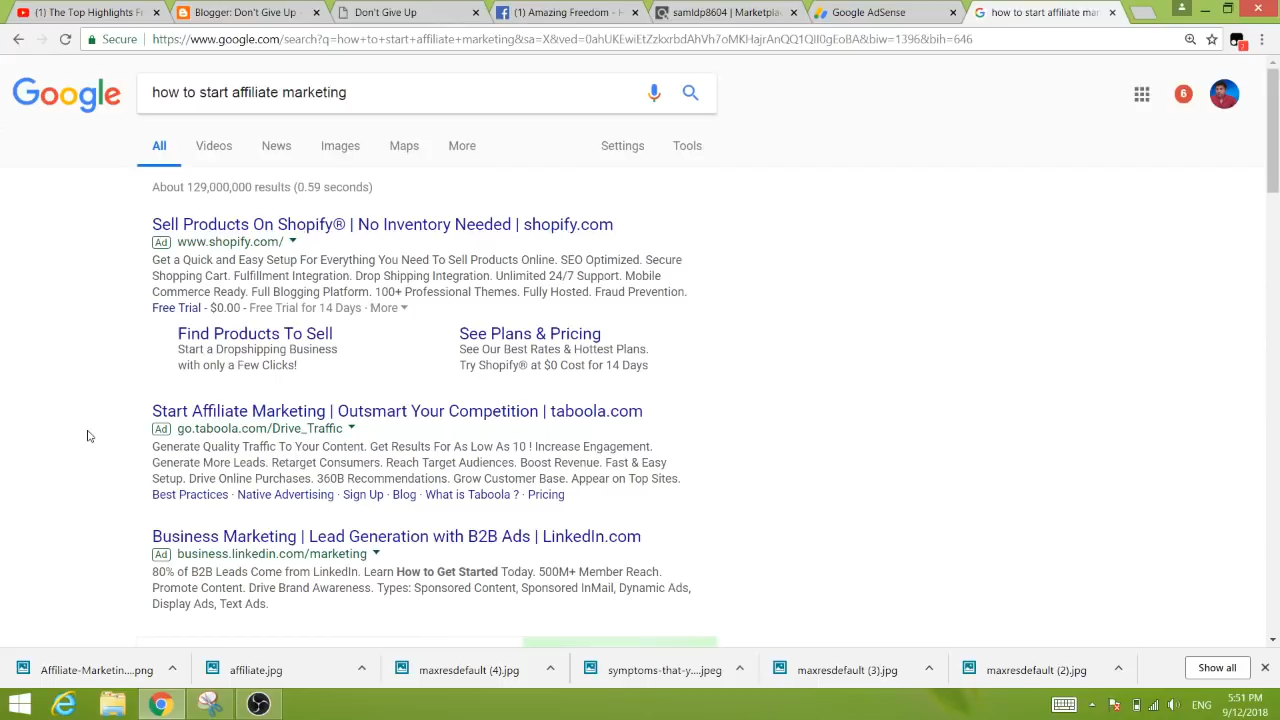 (1) The Top Highlights
Blogger: Don't Give Up -
Don't Give Up
(1) Amazing Freedom - H
samldp8604 | Marketpla
Google AdSense
how to start affiliate mar
Secure
https://www.google.com/search?q=how+to+start+affiliate+marketing&sa=X&ved=0ahUKEwiEtZzkxrbdAhVh7oMKHajrAnQQ1QII0gEoBA&biw=1396&bih=646
2
Google
how to start affiliate marketing
6
All
Videos
News
Images
Maps
More
Settings
Tools
About 129,000,000 results (0.59 seconds)
Sell Products On Shopify® | No Inventory Needed | shopify.com
Ad www.shopify.com/
Get a Quick and Easy Setup For Everything You Need To Sell Products Online. SEO Optimized. Secure
Shopping Cart. Fulfillment Integration. Drop Shipping Integration. Unlimited 24/7 Support. Mobile
Commerce Ready. Full Blogging Platform. 100+ Professional Themes. Fully Hosted. Fraud Prevention.
Free Trial - $0.00 - Free Trial for 14 Days · More
Find Products To Sell
Start a Dropshipping Business
with only a Few Clicks!
See Plans & Pricing
See Our Best Rates & Hottest Plans.
Try Shopify® at $0 Cost for 14 Days
Start Affiliate Marketing | Outsmart Your Competition | taboola.com
Ad go.taboola.com/Drive_Traffic
Generate Quality Traffic To Your Content. Get Results For As Low As 10 ! Increase Engagement.
Generate More Leads. Retarget Consumers. Reach Target Audiences. Boost Revenue. Fast & Easy
Setup. Drive Online Purchases. 360B Recommendations. Grow Customer Base. Appear on Top Sites.
Best Practices · Native Advertising · Sign Up · Blog · What is Taboola ? · Pricing
Business Marketing | Lead Generation with B2B Ads | LinkedIn.com
Ad business.linkedin.com/marketing
80% of B2B Leads Come from LinkedIn. Learn How to Get Started Today. 500M+ Member Reach.
Promote Content. Drive Brand Awareness. Types: Sponsored Content, Sponsored InMail, Dynamic Ads,
Display Ads, Text Ads.
Affiliate-Marketin....png
affiliate.jpg
maxresdefault (4).jpg
symptoms-that-y....jpeg
maxresdefault (3).jpg
maxresdefault (2).jpg
Show all
ENG
5:51 PM
9/12/2018